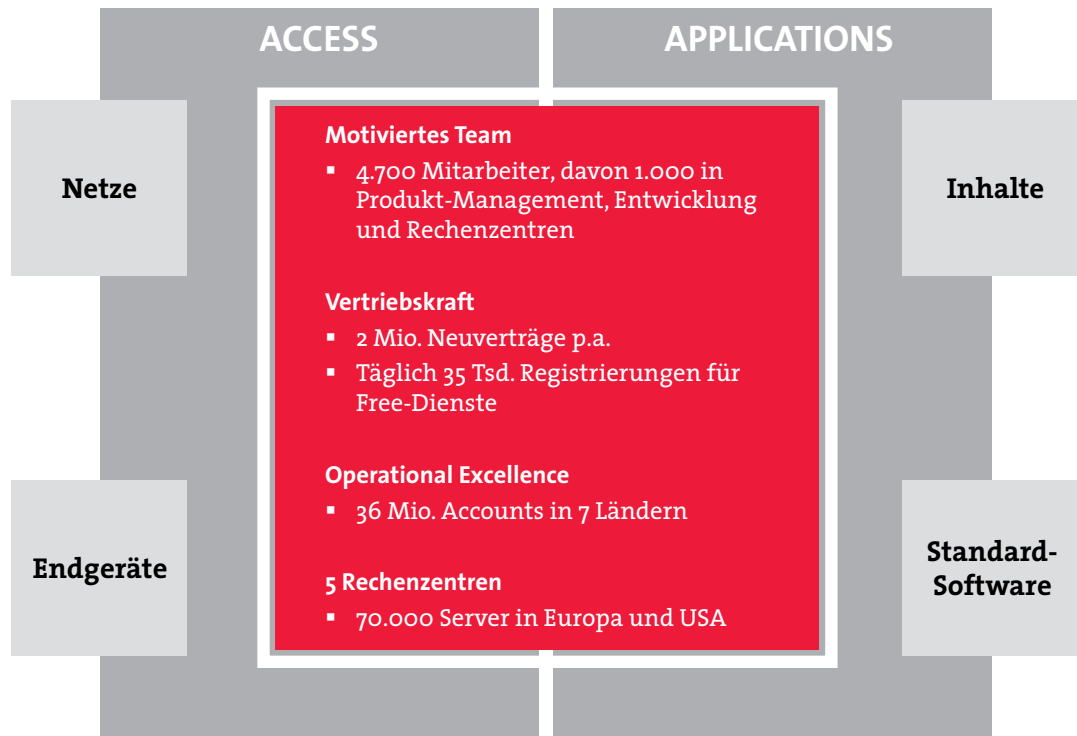 ACCESS
APPLICATIONS
Netze
Endgeräte
Motiviertes Team
▪ 4.700 Mitarbeiter, davon 1.000 in
Produkt-Management, Entwicklung
und Rechenzentren
Vertriebskraft
▪ 2 Mio. Neuverträge p.a.
▪ Täglich 35 Tsd. Registrierungen für
Free-Dienste
Operational Excellence
▪ 36 Mio. Accounts in 7 Ländern
5 Rechenzentren
▪ 70.000 Server in Europa und USA
Inhalte
Standard-
Software